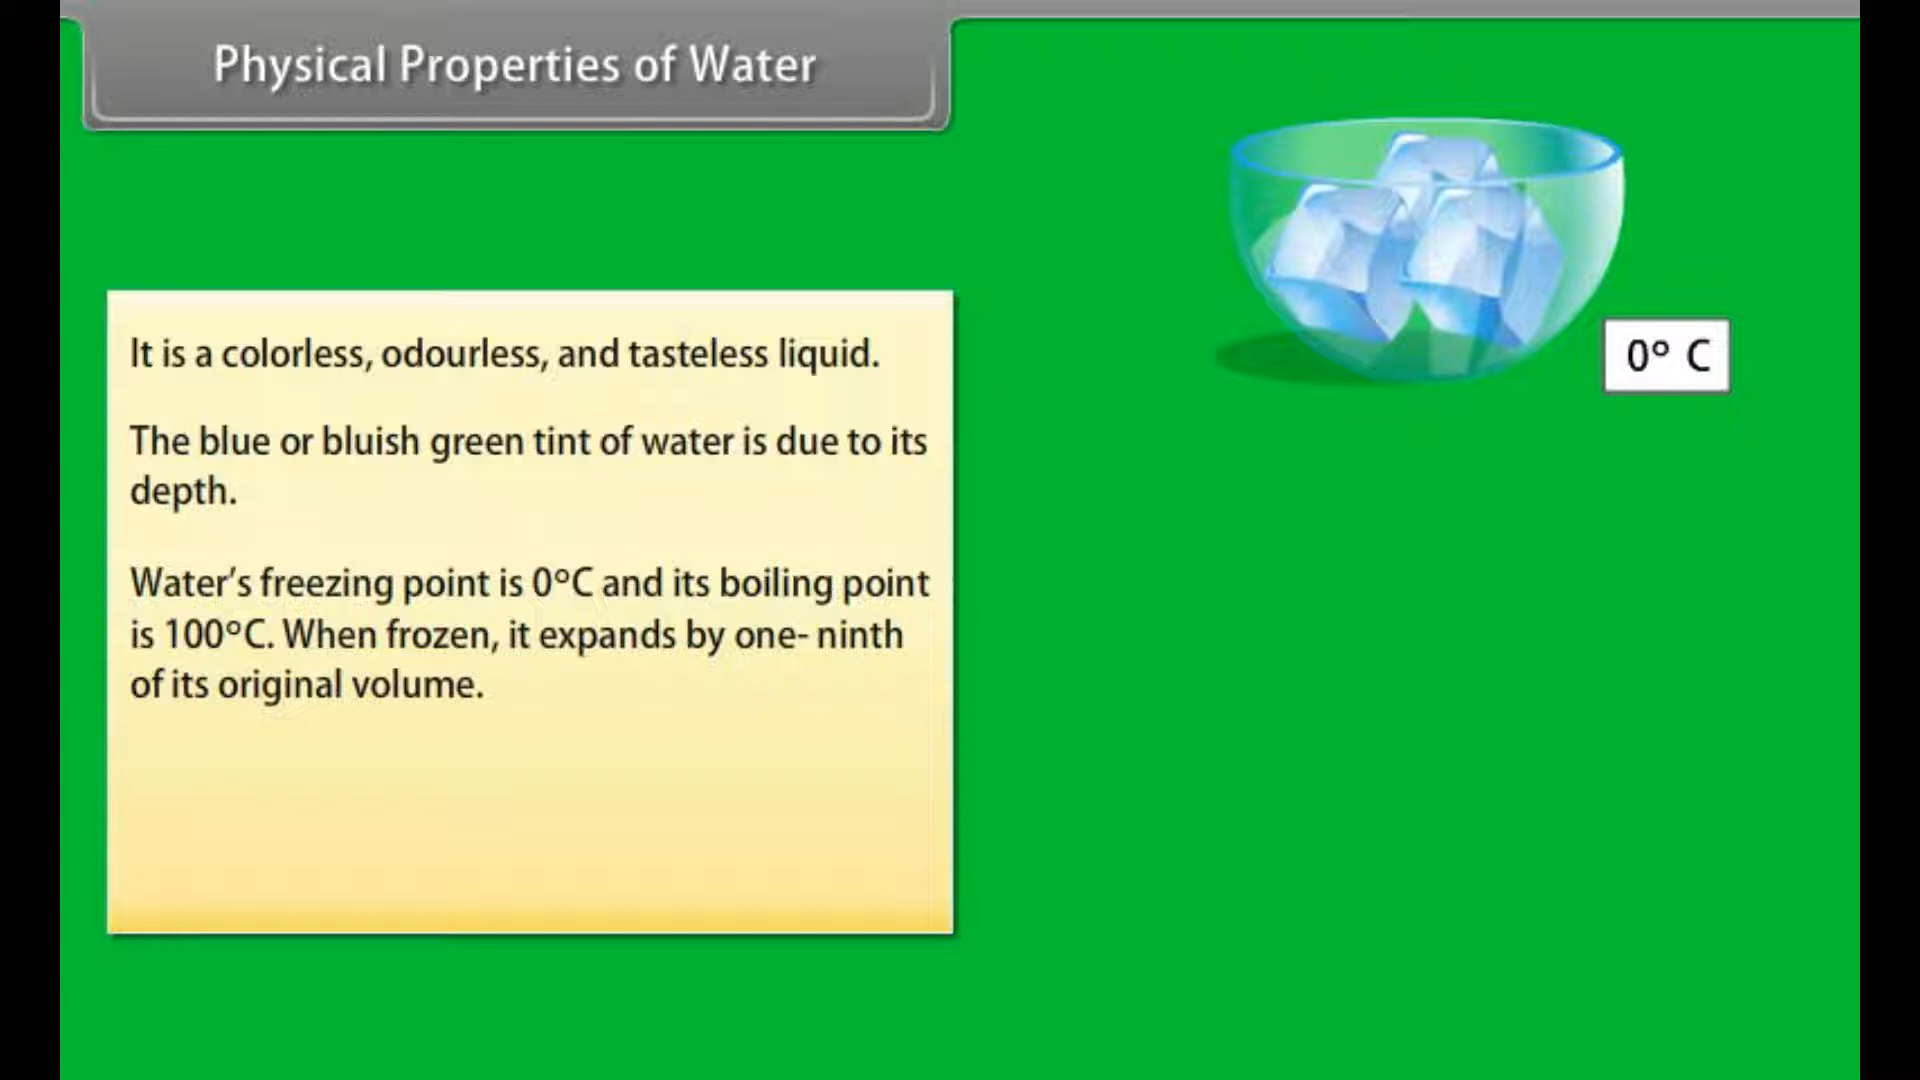 Physical Properties of Water
It is a colorless, odourless, and tasteless liquid.
The blue or bluish green tint of water is due to its
depth.
Water's freezing point is 0°C and its boiling point
is 100°C. When frozen, it expands by one- ninth
of its original volume.
0° C